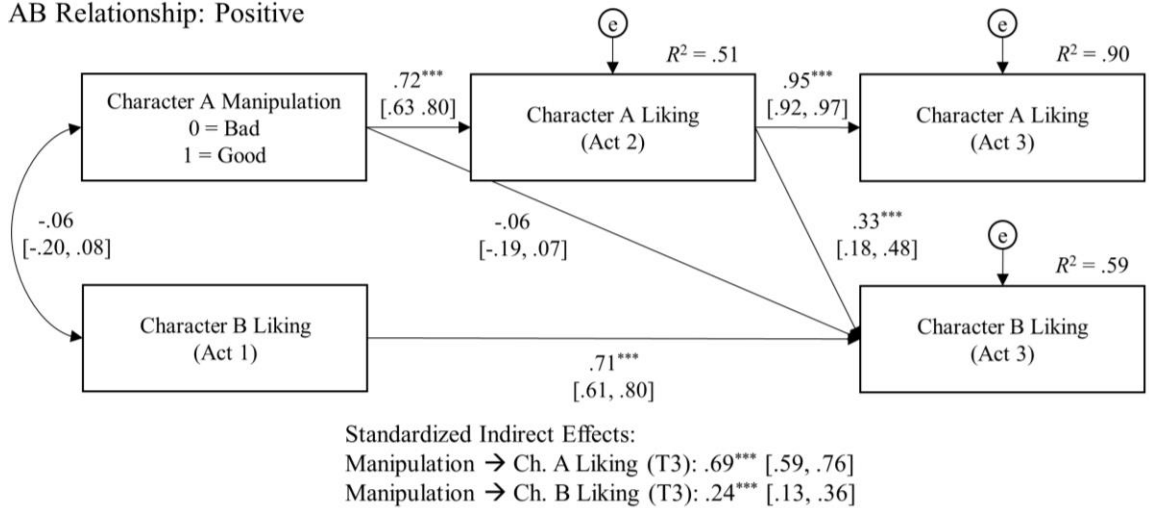 AB Relationship: Positive
e
R² = .51
e
R² = .90
Character A Manipulation
0 = Bad
1 = Good
.72***
[.63 .80]
Character A Liking
(Act 2)
.95***
[.92, .97]
Character A Liking
(Act 3)
-.06
[-.20, .08]
-.06
[-.19, .07]
.33***
[.18, .48]
e
R² = .59
Character B Liking
(Act 1)
.71***
[.61, .80]
Character B Liking
(Act 3)
Standardized Indirect Effects:
Manipulation → Ch. A Liking (T3): .69*** [.59, .76]
Manipulation → Ch. B Liking (T3): .24*** [.13, .36]